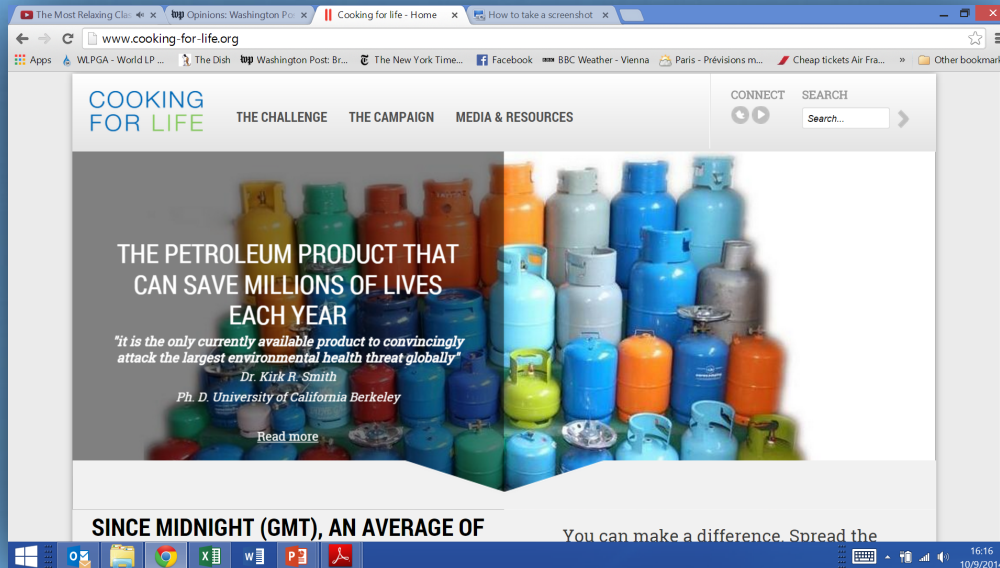 The Most Relaxing Clas
Opinions: Washington Pos
Cooking for life - Home
How to take a screenshot
www.cooking-for-life.org
Apps
WLPGA - World LP ...
The Dish
wp Washington Post: Br...
The New York Time...
Facebook
BBC Weather - Vienna
Paris - Prévisions m...
Cheap tickets Air Fra...
»
Other bookmark
COOKING
FOR LIFE
THE CHALLENGE THE CAMPAIGN MEDIA & RESOURCES
CONNECT
SEARCH
Search...
THE PETROLEUM PRODUCT THAT
CAN SAVE MILLIONS OF LIVES
EACH YEAR
"it is the only currently available product to convincingly
attack the largest environmental health threat globally"
Dr. Kirk R. Smith
Ph. D. University of California Berkeley
Read more
SINCE MIDNIGHT (GMT), AN AVERAGE OF
You can make a difference. Spread the
16:16
10/9/201